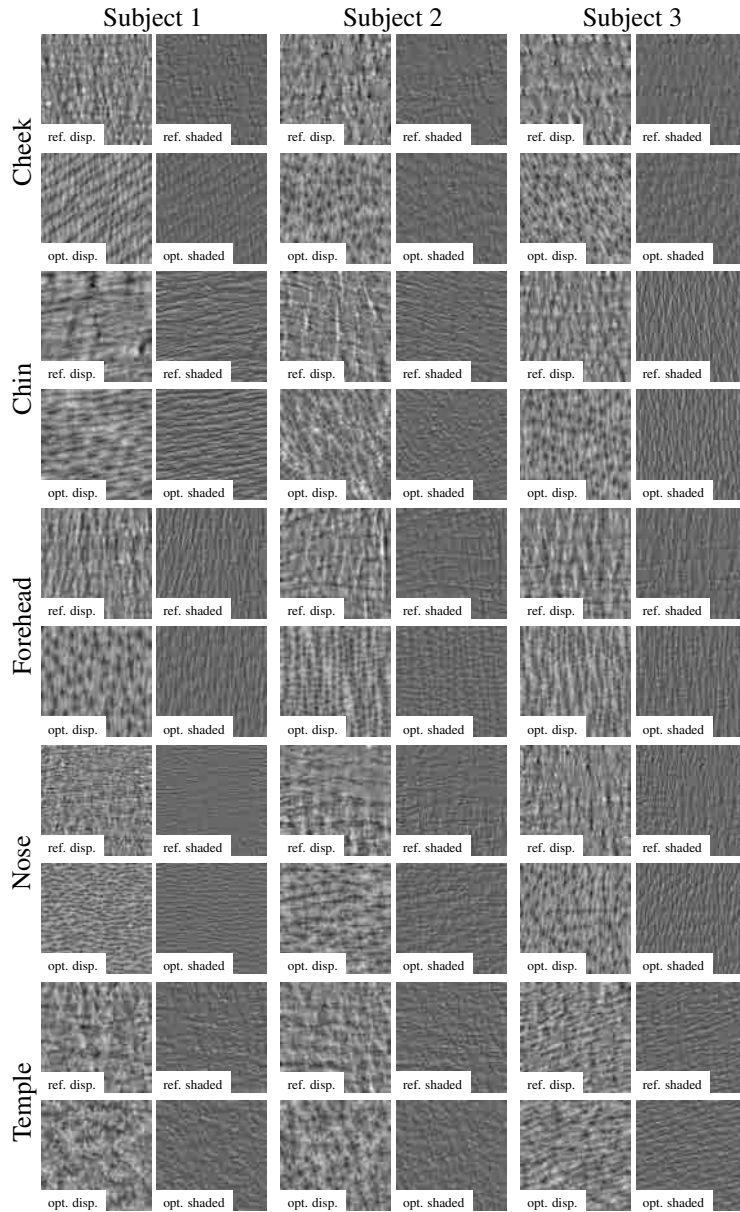 Subject 1 Subject 2 Subject 3
Cheek
ref. disp. ref. shaded ref. disp. ref. shaded ref. disp. ref. shaded
opt. disp. opt. shaded opt. disp. opt. shaded opt. disp. opt. shaded
Chin
ref. disp. ref. shaded ref. disp. ref. shaded ref. disp. ref. shaded
opt. disp. opt. shaded opt. disp. opt. shaded opt. disp. opt. shaded
Forehead
ref. disp. ref. shaded ref. disp. ref. shaded ref. disp. ref. shaded
opt. disp. opt. shaded opt. disp. opt. shaded opt. disp. opt. shaded
Nose
ref. disp. ref. shaded ref. disp. ref. shaded ref. disp. ref. shaded
opt. disp. opt. shaded opt. disp. opt. shaded opt. disp. opt. shaded
Temple
ref. disp. ref. shaded ref. disp. ref. shaded ref. disp. ref. shaded
opt. disp. opt. shaded opt. disp. opt. shaded opt. disp. opt. shaded